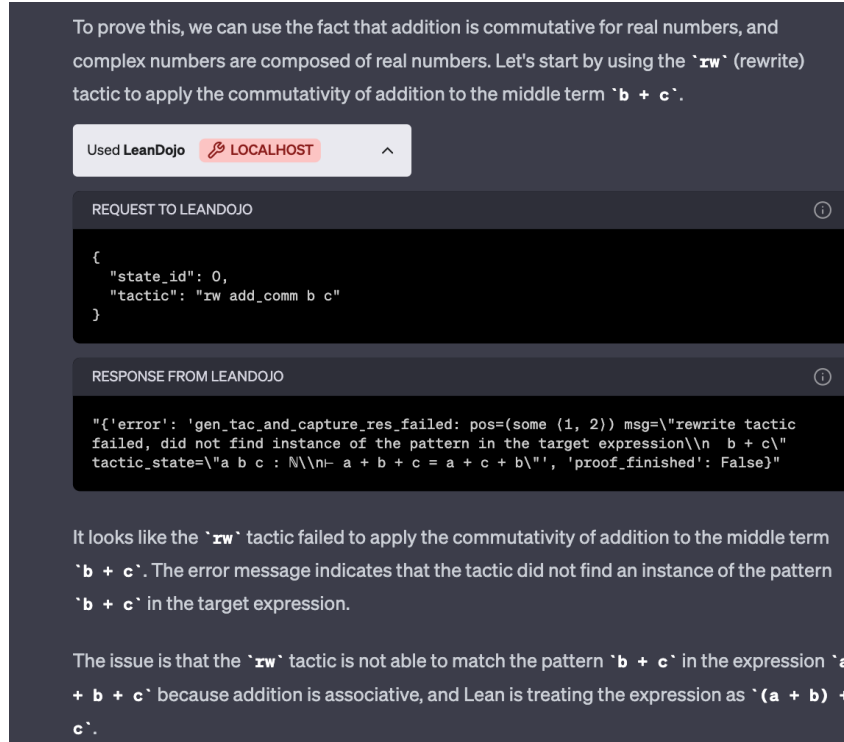 To prove this, we can use the fact that addition is commutative for real numbers, and
complex numbers are composed of real numbers. Let's start by using the `rw` (rewrite)
tactic to apply the commutativity of addition to the middle term `b + c`.
Used LeanDojo LOCALHOST
REQUEST TO LEANDOJO
{
  "state_id": 0,
  "tactic": "rw add_comm b c"
}
RESPONSE FROM LEANDOJO
"{'error': 'gen_tac_and_capture_res_failed: pos=(some ⟨1, 2⟩) msg=\"rewrite tactic
failed, did not find instance of the pattern in the target expression\\n  b + c\"
tactic_state=\"a b c : ℕ\\n⊢ a + b + c = a + c + b\"', 'proof_finished': False}"
It looks like the `rw` tactic failed to apply the commutativity of addition to the middle term
`b + c`. The error message indicates that the tactic did not find an instance of the pattern
`b + c` in the target expression.
The issue is that the `rw` tactic is not able to match the pattern `b + c` in the expression `a
+ b + c` because addition is associative, and Lean is treating the expression as `(a + b) +
c`.